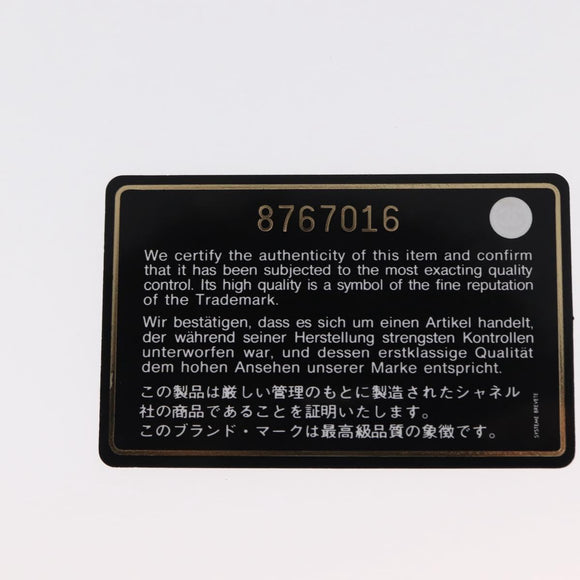 8767016
We certify the authenticity of this item and confirm
that it has been subjected to the most exacting quality
control. Its high quality is a symbol of the fine reputation
of the Trademark.
Wir bestätigen, dass es sich um einen Artikel handelt,
der während seiner Herstellung strengsten Kontrollen
unterworfen war, und dessen erstklassige Qualität
dem hohen Ansehen unserer Marke entspricht.
この製品は厳しい管理のもとに製造されたシャネル
社の商品であることを証明いたします。
このブランド・マークは最高級品質の象徴です。
SYSTEME BREVETE